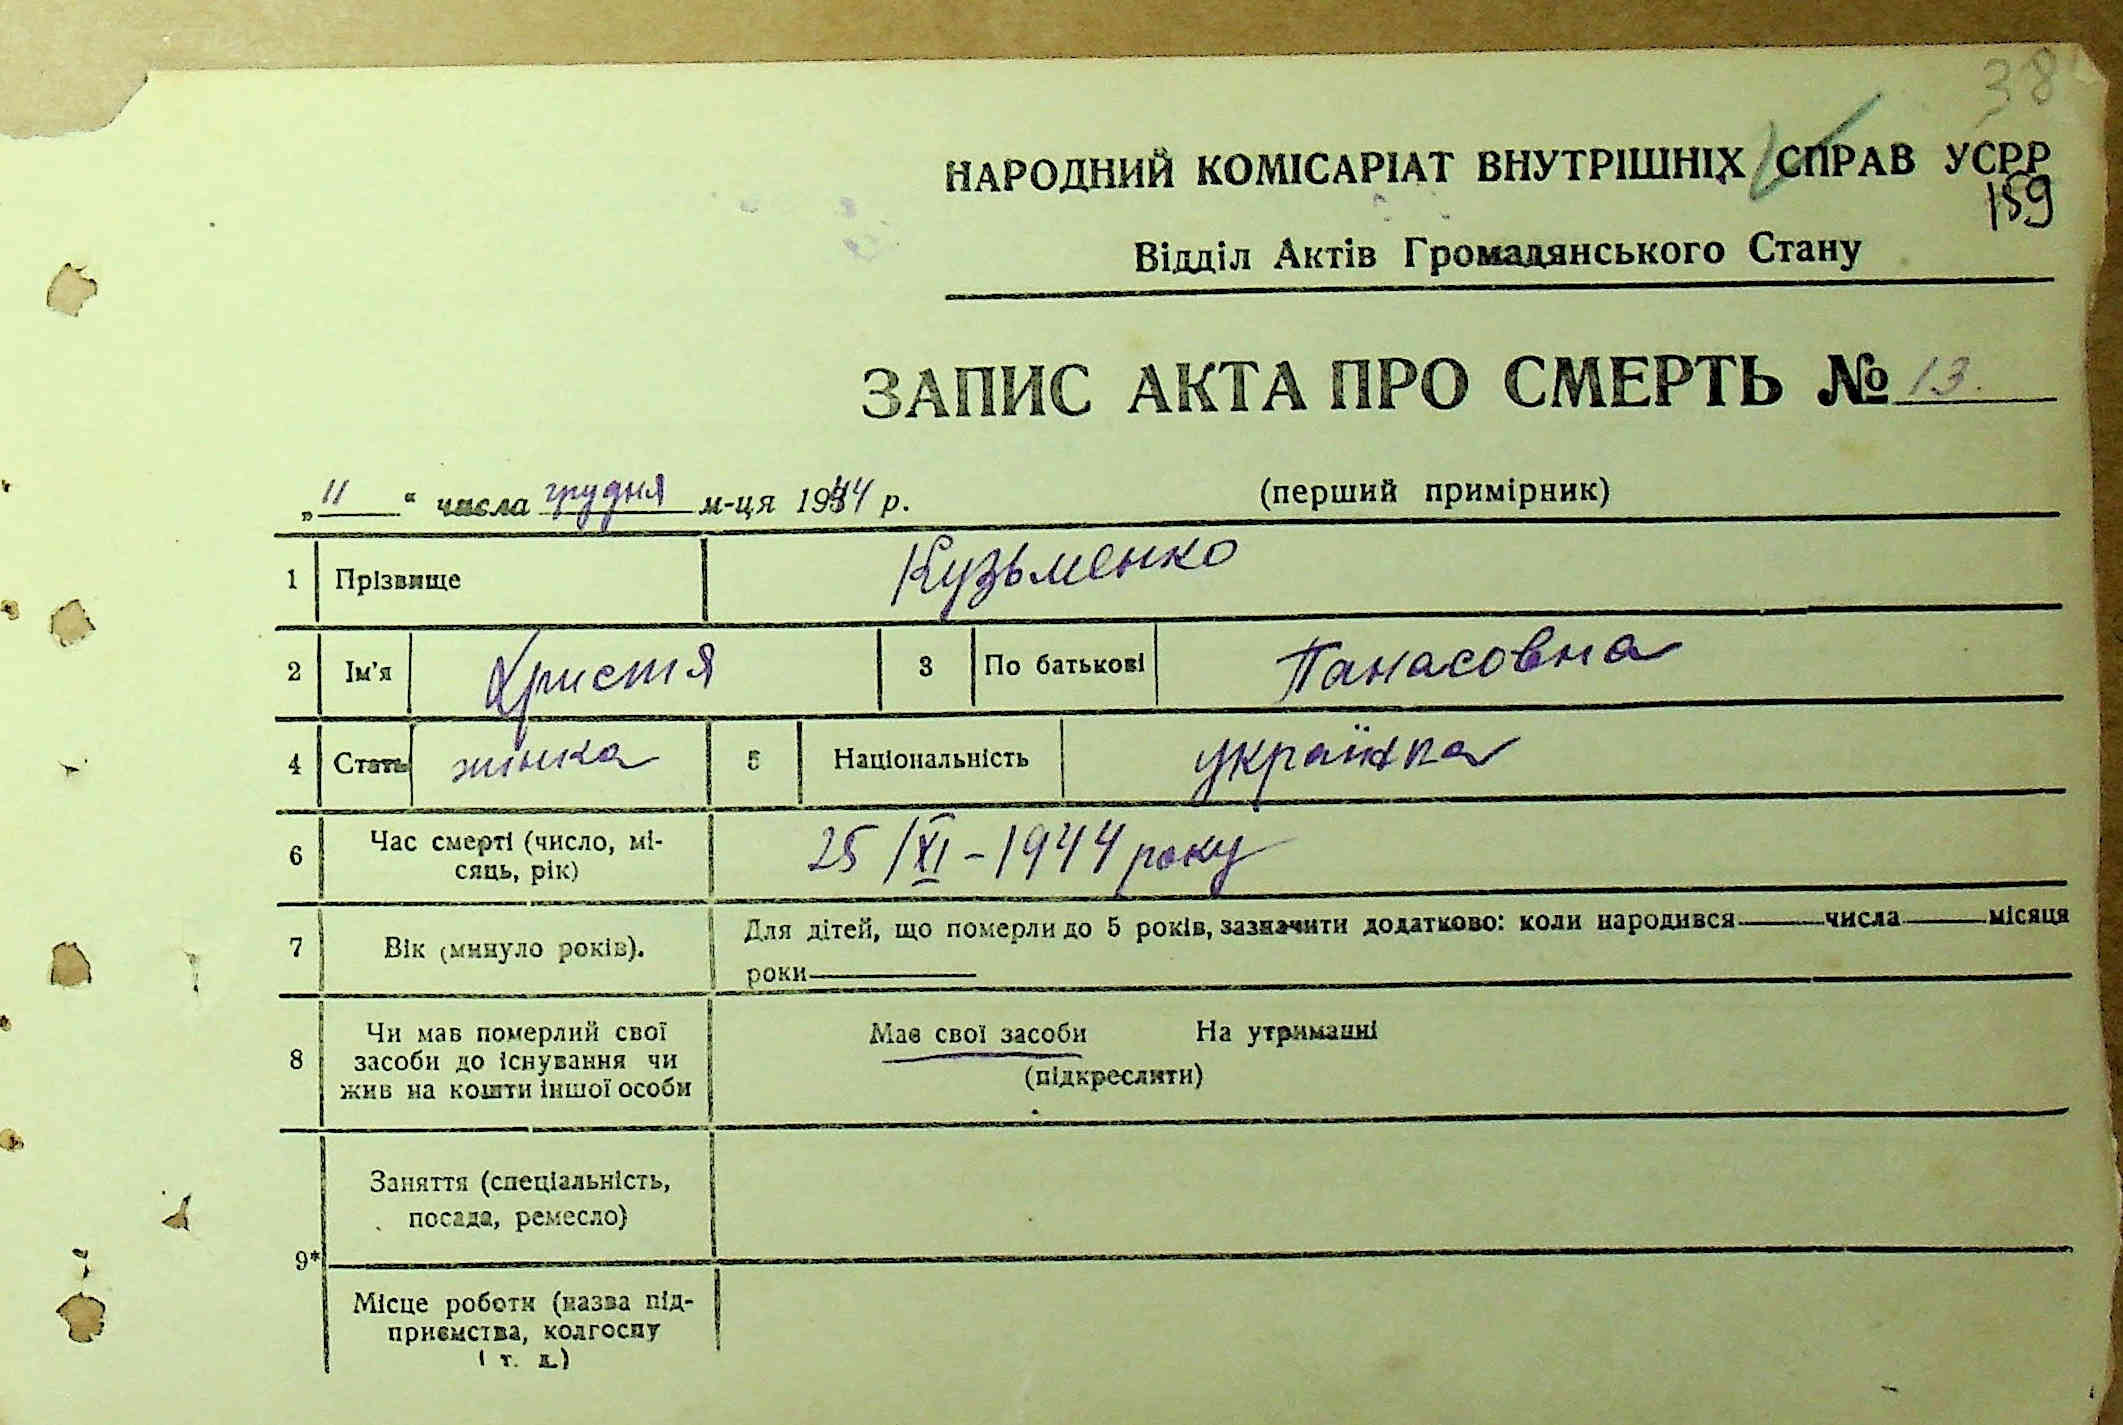 38
НАРОДНИЙ КОМІСАРІАТ ВНУТРІШНІХ СПРАВ УСРР
159
Відділ Актів Громадянського Стану
ЗАПИС АКТА ПРО СМЕРТЬ № 13.
„11“ числа грудня м-ця 1944 р. (перший примірник)
1 Прізвище Кузьменко
2 Ім'я Христя 3 По батькові Панасовна
4 Стать жінка 5 Національність українка
6 Час смерті (число, мі-
сяць, рік) 25/XI – 1944 року
7 Вік (минуло років). Для дітей, що померли до 5 років, зазначити додатково: коли народився числа місяця
роки
8 Чи мав померлий свої
засоби до існування чи
жив на кошти іншої особи
Має свої засоби На утриманні
(підкреслити)
9* Заняття (спеціальність,
посада, ремесло)
Місце роботи (назва під-
приємства, колгоспу
і т. д.)